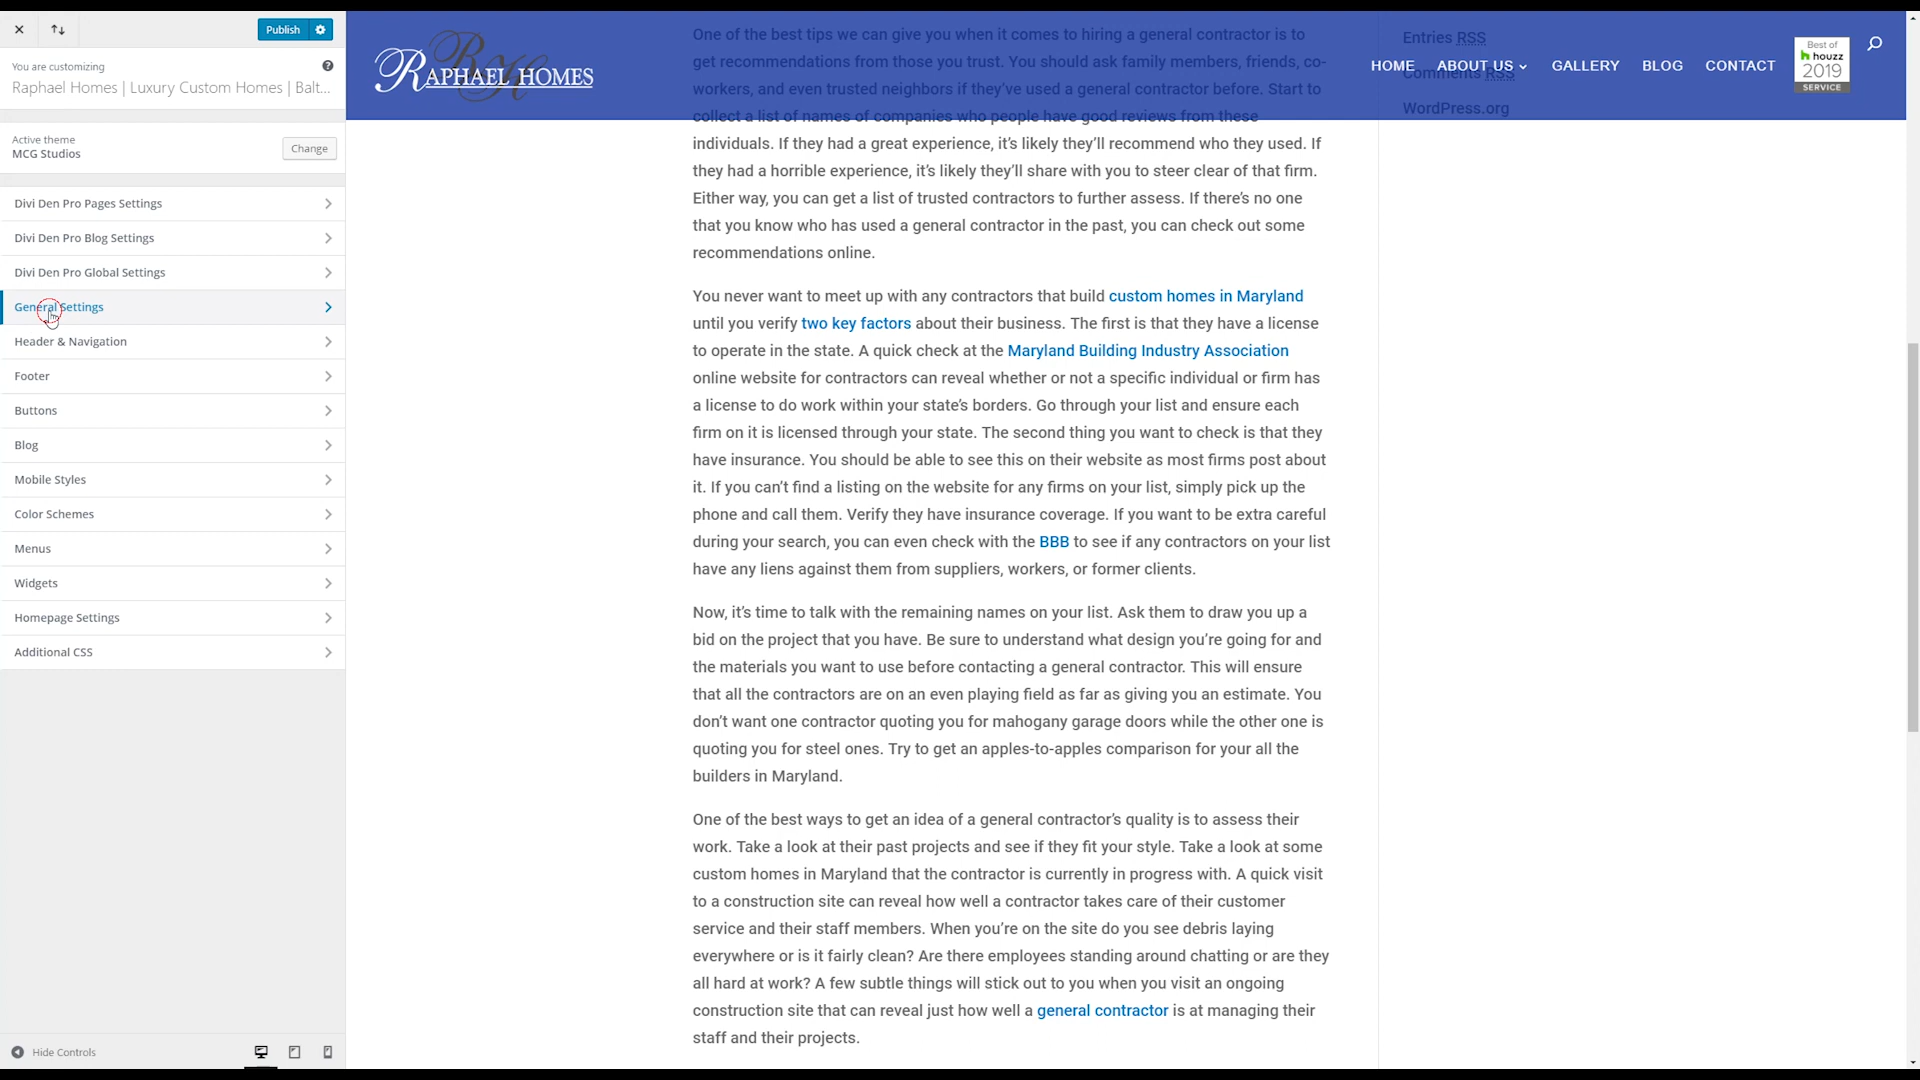 Publish
You are customizing
Raphael Homes | Luxury Custom Homes | Balt...
Active theme
MCG Studios
Change
Divi Den Pro Pages Settings
Divi Den Pro Blog Settings
Divi Den Pro Global Settings
General Settings
Header & Navigation
Footer
Buttons
Blog
Mobile Styles
Color Schemes
Menus
Widgets
Homepage Settings
Additional CSS
Hide Controls
RH
RAPHAEL HOMES
HOME
ABOUT US
GALLERY
BLOG
CONTACT
Best of
houzz
2019
SERVICE
Entries RSS
Comments RSS
WordPress.org
One of the best tips we can give you when it comes to hiring a general contractor is to
get recommendations from those you trust. You should ask family members, friends, co-
workers, and even trusted neighbors if they've used a general contractor before. Start to
collect a list of names of companies who people have good reviews from these
individuals. If they had a great experience, it's likely they'll recommend who they used. If
they had a horrible experience, it's likely they'll share with you to steer clear of that firm.
Either way, you can get a list of trusted contractors to further assess. If there's no one
that you know who has used a general contractor in the past, you can check out some
recommendations online.
You never want to meet up with any contractors that build custom homes in Maryland
until you verify two key factors about their business. The first is that they have a license
to operate in the state. A quick check at the Maryland Building Industry Association
online website for contractors can reveal whether or not a specific individual or firm has
a license to do work within your state's borders. Go through your list and ensure each
firm on it is licensed through your state. The second thing you want to check is that they
have insurance. You should be able to see this on their website as most firms post about
it. If you can't find a listing on the website for any firms on your list, simply pick up the
phone and call them. Verify they have insurance coverage. If you want to be extra careful
during your search, you can even check with the BBB to see if any contractors on your list
have any liens against them from suppliers, workers, or former clients.
Now, it's time to talk with the remaining names on your list. Ask them to draw you up a
bid on the project that you have. Be sure to understand what design you're going for and
the materials you want to use before contacting a general contractor. This will ensure
that all the contractors are on an even playing field as far as giving you an estimate. You
don't want one contractor quoting you for mahogany garage doors while the other one is
quoting you for steel ones. Try to get an apples-to-apples comparison for your all the
builders in Maryland.
One of the best ways to get an idea of a general contractor's quality is to assess their
work. Take a look at their past projects and see if they fit your style. Take a look at some
custom homes in Maryland that the contractor is currently in progress with. A quick visit
to a construction site can reveal how well a contractor takes care of their customer
service and their staff members. When you're on the site do you see debris laying
everywhere or is it fairly clean? Are there employees standing around chatting or are they
all hard at work? A few subtle things will stick out to you when you visit an ongoing
construction site that can reveal just how well a general contractor is at managing their
staff and their projects.